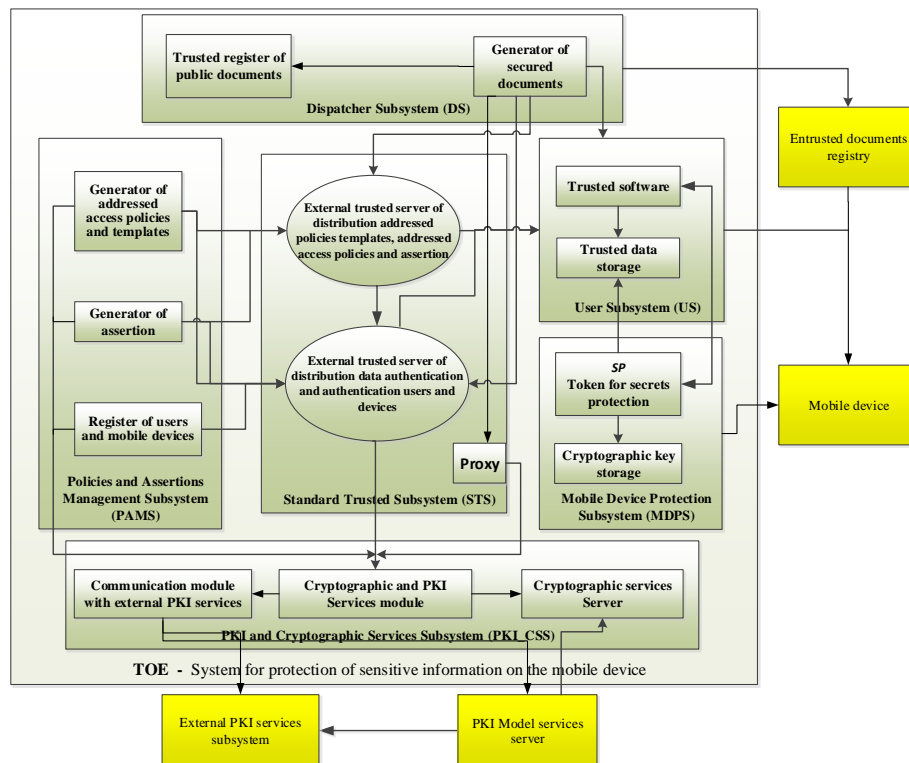 Trusted register of
public documents
Generator of
secured documents
Dispatcher Subsystem (DS)
Entrusted documents
registry
Generator of
addressed
access policies
and templates
Generator of
assertion
Register of users
and mobile devices
Policies and Assertions
Management Subsystem
(PAMS)
External trusted server of
distribution addressed
policies templates, addressed
access policies and assertion
External trusted server of
distribution data authentication
and authentication users and
devices
Proxy
Standard Trusted Subsystem (STS)
Trusted software
Trusted data
storage
User Subsystem (US)
SP
Token for secrets
protection
Cryptographic key
storage
Mobile Device Protection
Subsystem (MDPS)
Mobile device
Communication module
with external PKI services
Cryptographic and PKI
Services module
Cryptographic services
Server
PKI and Cryptographic Services Subsystem (PKI_CSS)
TOE - System for protection of sensitive information on the mobile device
External PKI services
subsystem
PKI Model services
server